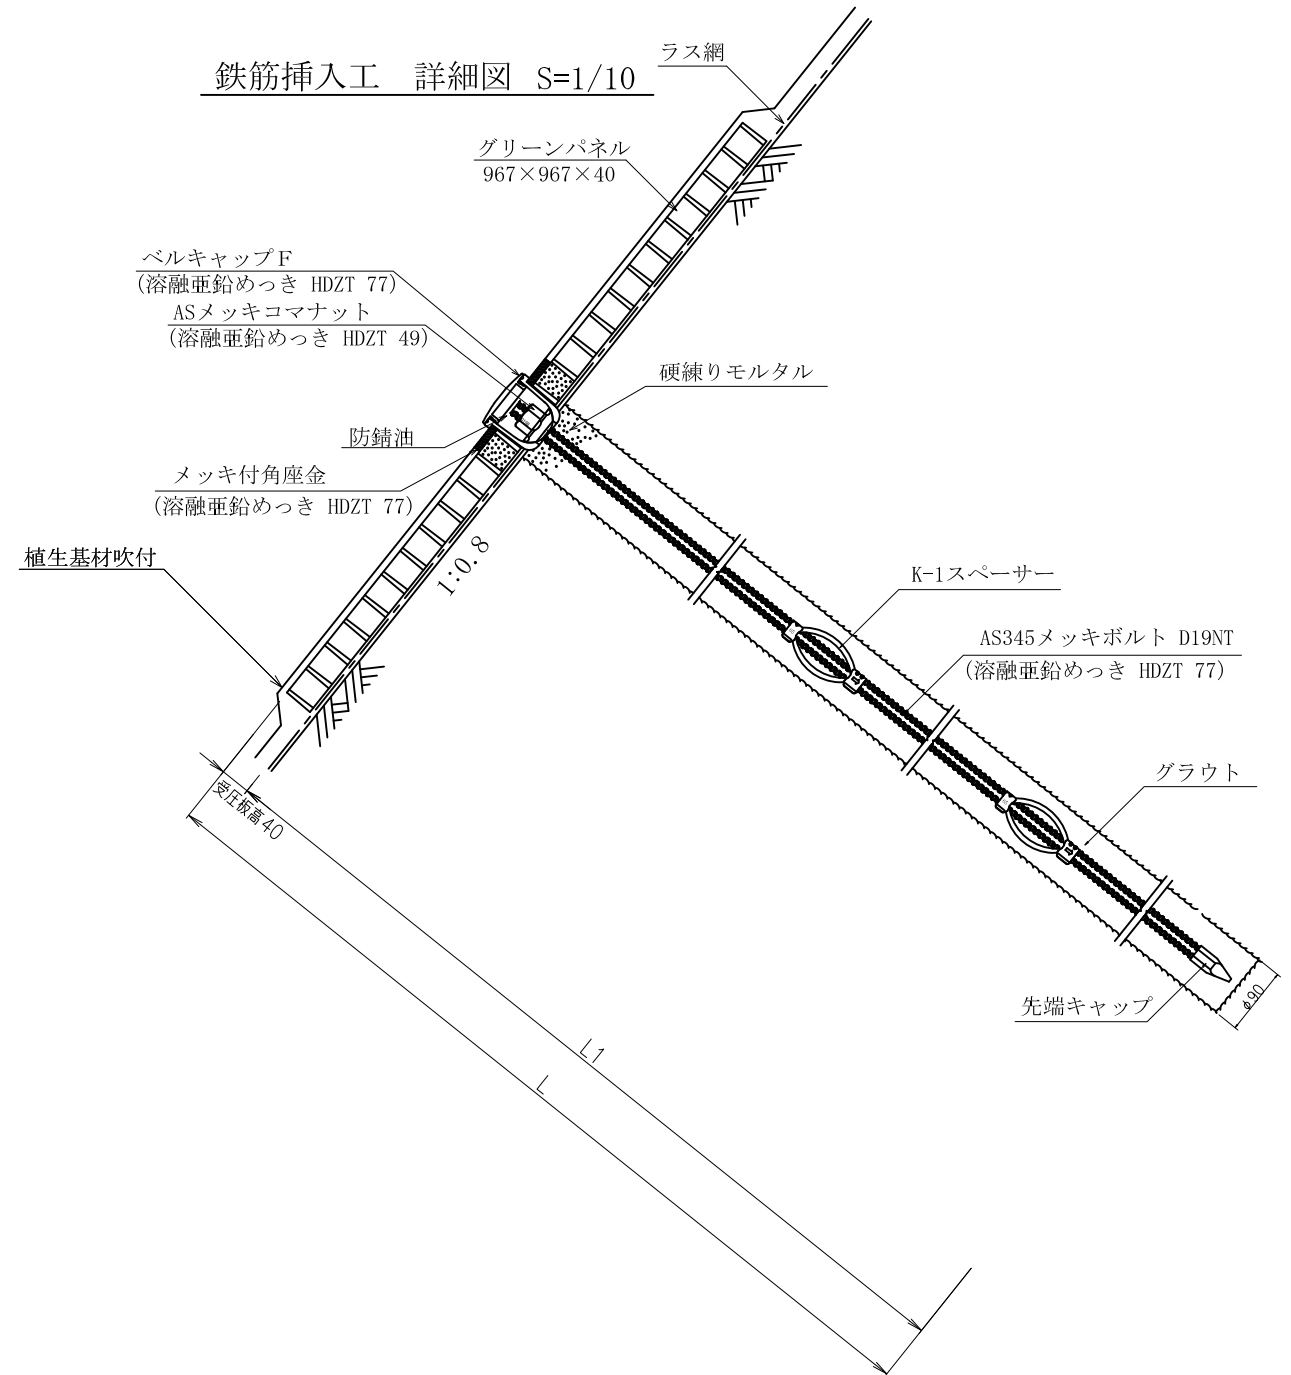 鉄筋挿入工　詳細図　S=1/10
ラス網
グリーンパネル
967×967×40
ベルキャップF
(溶融亜鉛めっき HDZT 77)
ASメッキコマナット
(溶融亜鉛めっき HDZT 49)
硬練りモルタル
防錆油
メッキ付角座金
(溶融亜鉛めっき HDZT 77)
植生基材吹付
1:0.8
K-1スペーサー
AS345メッキボルト D19NT
(溶融亜鉛めっき HDZT 77)
グラウト
受圧板高40
先端キャップ
φ90
L1
L